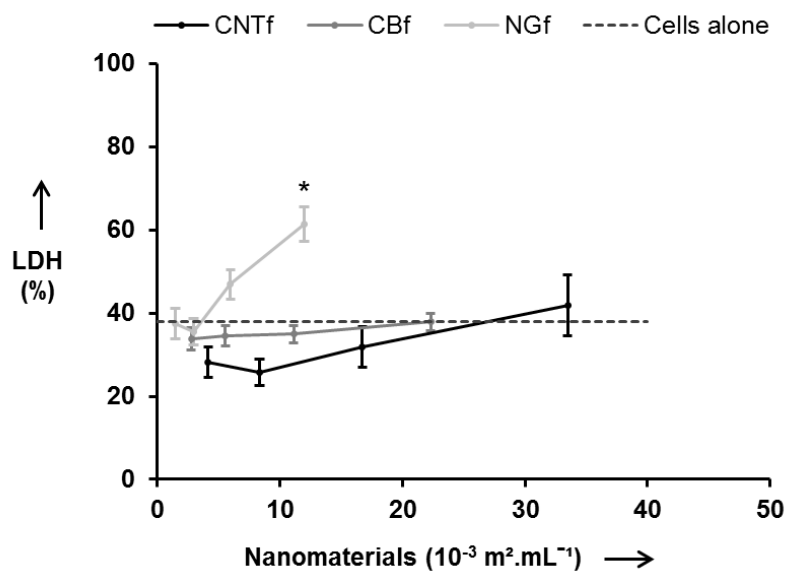 CNTf CBf NGf Cells alone
100
80
*
60
LDH
(%)
40
20
0
0 10 20 30 40 50
Nanomaterials (10⁻³ m².mL⁻¹)